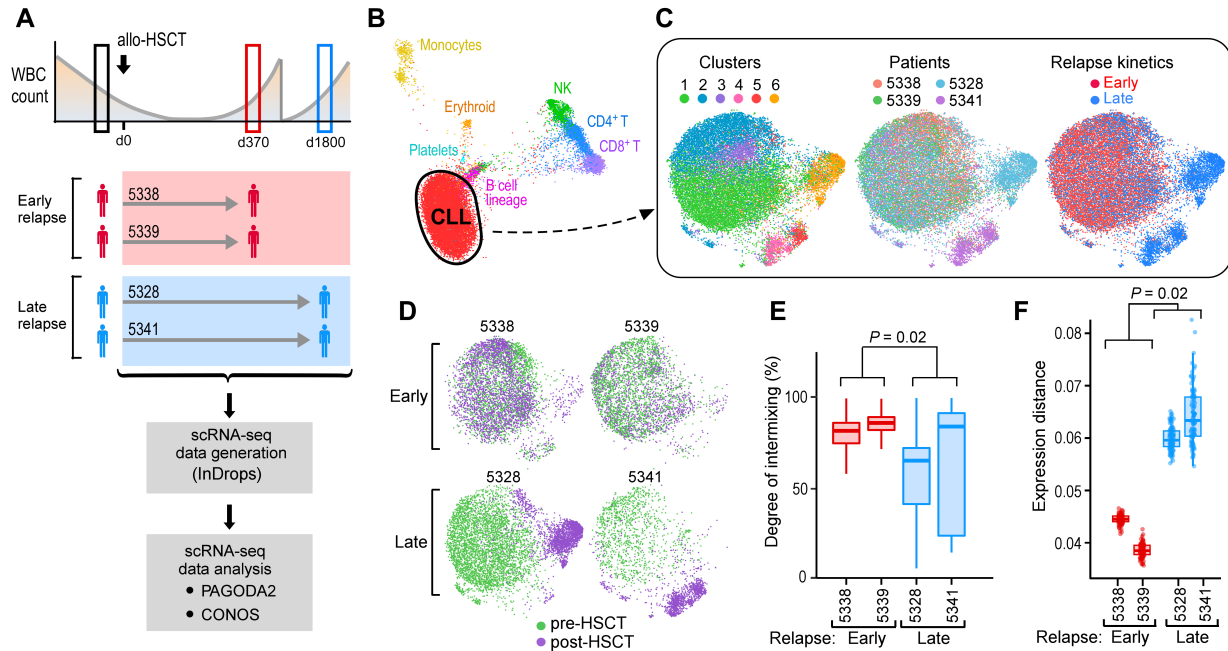 A
allo-HSCT
WBC
count
d0
d370
d1800
Early
relapse
5338
5339
Late
relapse
5328
5341
scRNA-seq
data generation
(InDrops)
scRNA-seq
data analysis
● PAGODA2
● CONOS
B
Monocytes
Erythroid
Platelets
NK
CD4⁺ T
CD8⁺ T
B cell
lineage
CLL
C
Clusters
1 2 3 4 5 6
Patients
5338 5328
5339 5341
Relapse kinetics
Early
Late
D
5338 5339
Early
5328 5341
Late
pre-HSCT
post-HSCT
E
P = 0.02
Degree of intermixing (%)
100
50
0
5338 5339 5328 5341
Relapse: Early Late
F
P = 0.02
Expression distance
0.08
0.07
0.06
0.05
0.04
5338 5339 5328 5341
Relapse: Early Late